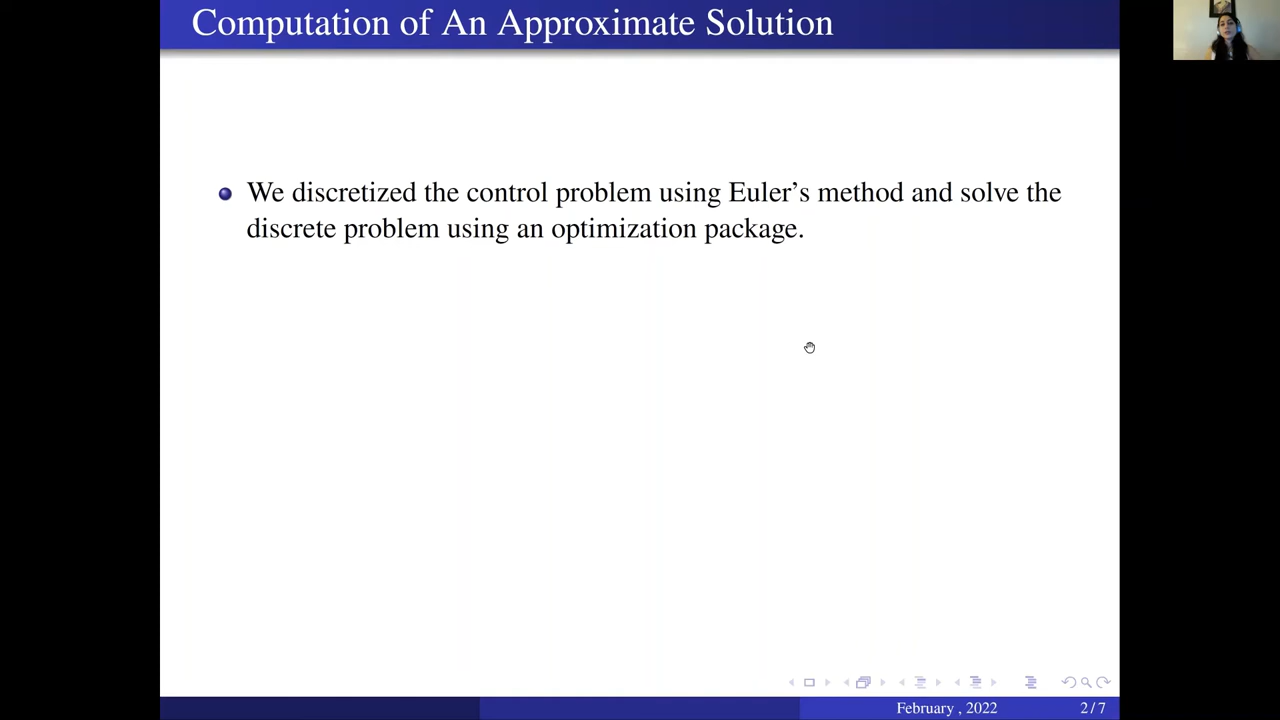 Computation of An Approximate Solution
We discretized the control problem using Euler's method and solve the
discrete problem using an optimization package.
February , 2022
2 / 7